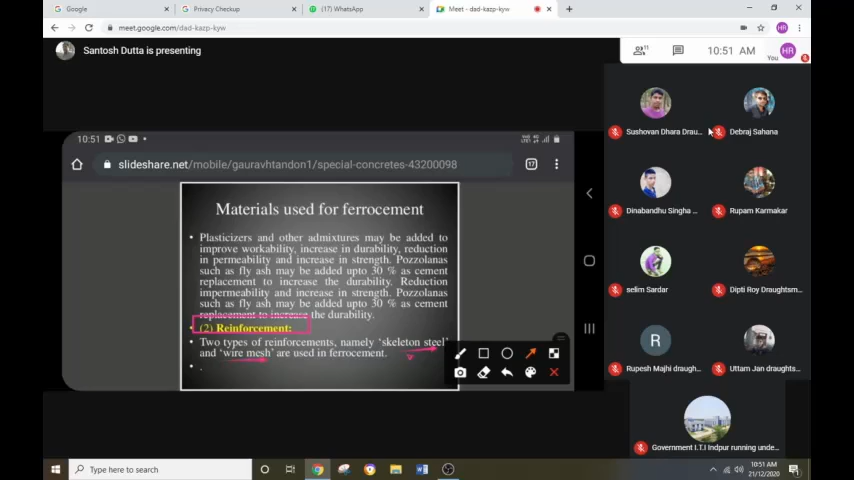 Google
Privacy Checkup
(17) WhatsApp
Meet - dad-kazp-kyw
meet.google.com/dad-kazp-kyw
HR
Santosh Dutta is presenting
11
10:51 AM
HR
You
10:51
slideshare.net/mobile/gauravhtandon1/special-concretes-43200098
17
Materials used for ferrocement
• Plasticizers and other admixtures may be added to
improve workability, increase in durability, reduction
in permeability and increase in strength. Pozzolanas
such as fly ash may be added upto 30 % as cement
replacement to increase the durability. Reduction
impermeability and increase in strength. Pozzolanas
such as fly ash may be added upto 30 % as cement
replacement to increase the durability.
• (2) Reinforcement:
• Two types of reinforcements, namely ‘skeleton steel’
and ‘wire mesh’ are used in ferrocement.
• .
Sushovan Dhara Drau...
Debraj Sahana
Dinabandhu Singha ...
Rupam Karmakar
selim Sardar
Dipti Roy Draughtsm...
R
Rupesh Majhi draugh...
Uttam Jan draughts...
Government I.T.I Indpur running unde...
Type here to search
10:51 AM
21/12/2020